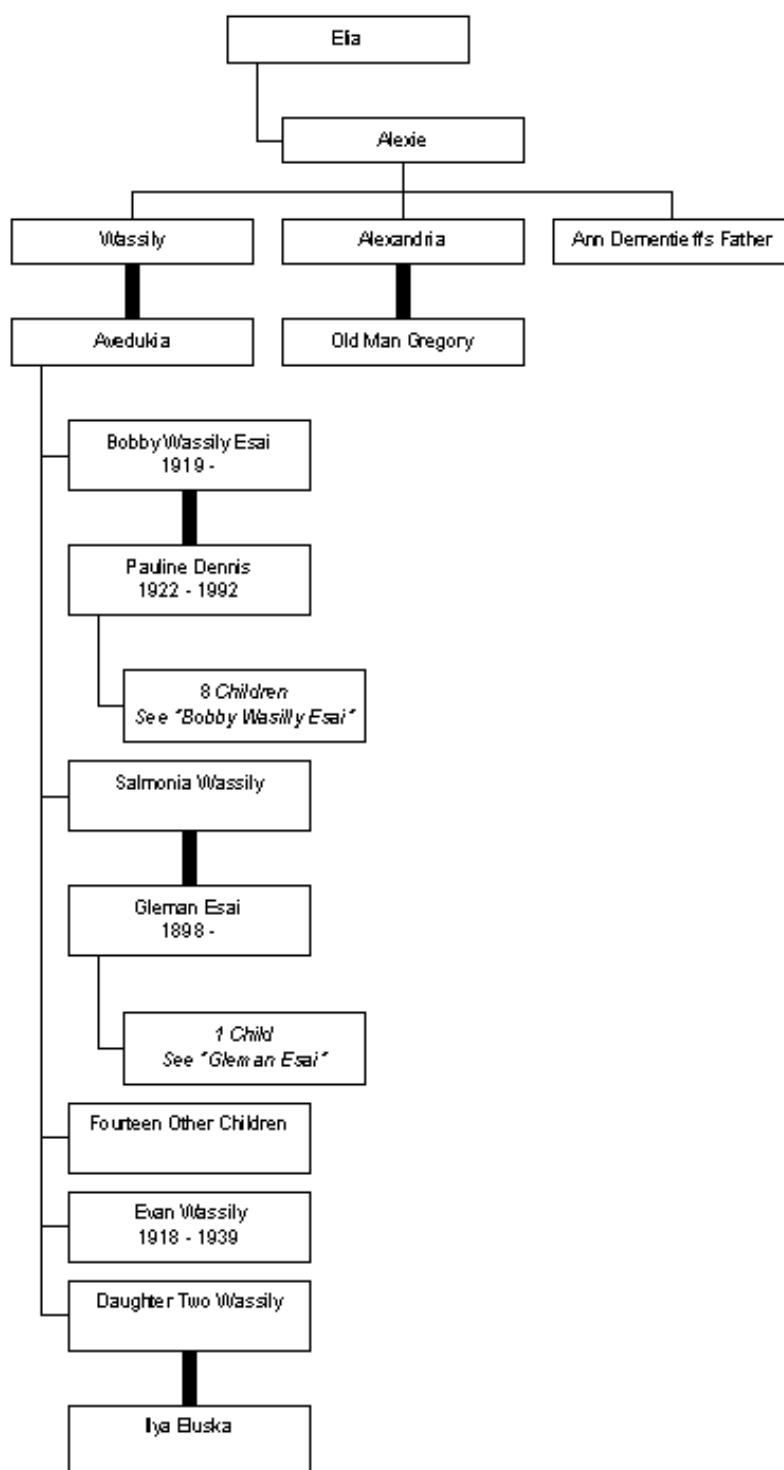 Elia
Alexie
Wassily
Alexandria
Ann Dementieff's Father
Avedukia
Old Man Gregory
Bobby Wassily Esai
1919 -
Pauline Dennis
1922 - 1992
8 Children
See "Bobby Wasilly Esai"
Salmonia Wassily
Gleman Esai
1898 -
1 Child
See "Gleman Esai"
Fourteen Other Children
Evan Wassily
1918 - 1939
Daughter Two Wassily
Ilya Eluska